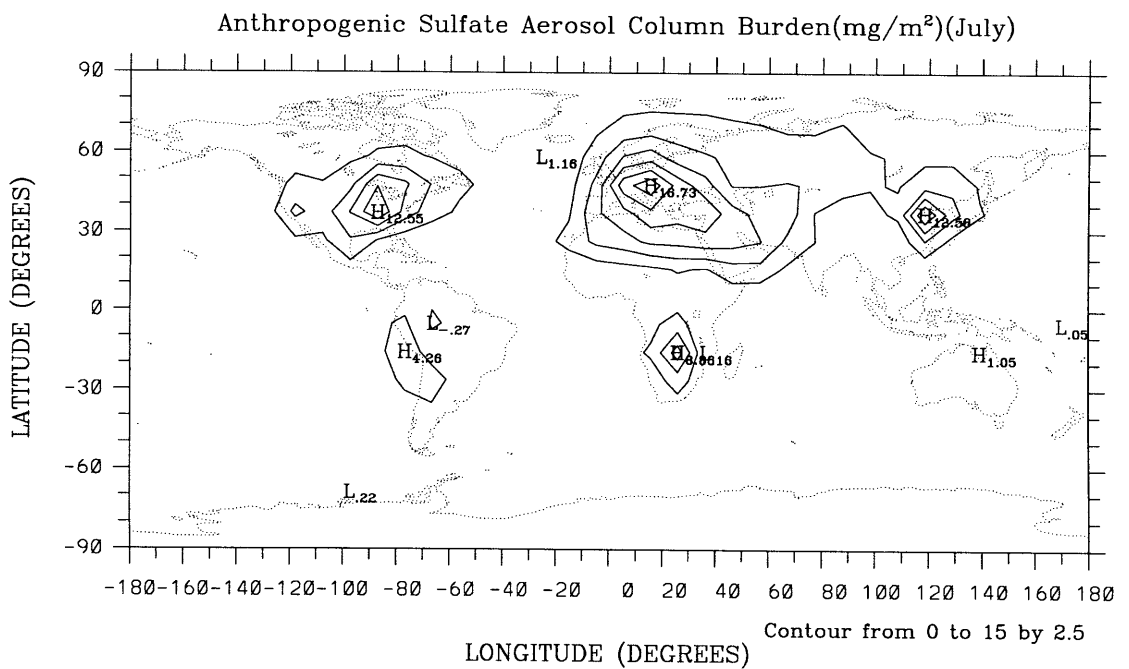 Anthropogenic Sulfate Aerosol Column Burden(mg/m²)(July)
90
60
30
0
-30
-60
-90
LATITUDE (DEGREES)
L1.16
H16.73
H12.55
H12.56
L-.27
H4.26
L.05
H1.05
L.22
-180 -160 -140 -120 -100 -80 -60 -40 -20 0 20 40 60 80 100 120 140 160 180
Contour from 0 to 15 by 2.5
LONGITUDE (DEGREES)